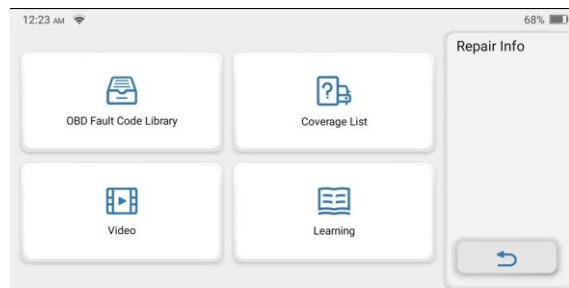 12:23 AM
68%
Repair Info
OBD Fault Code Library
Coverage List
Video
Learning